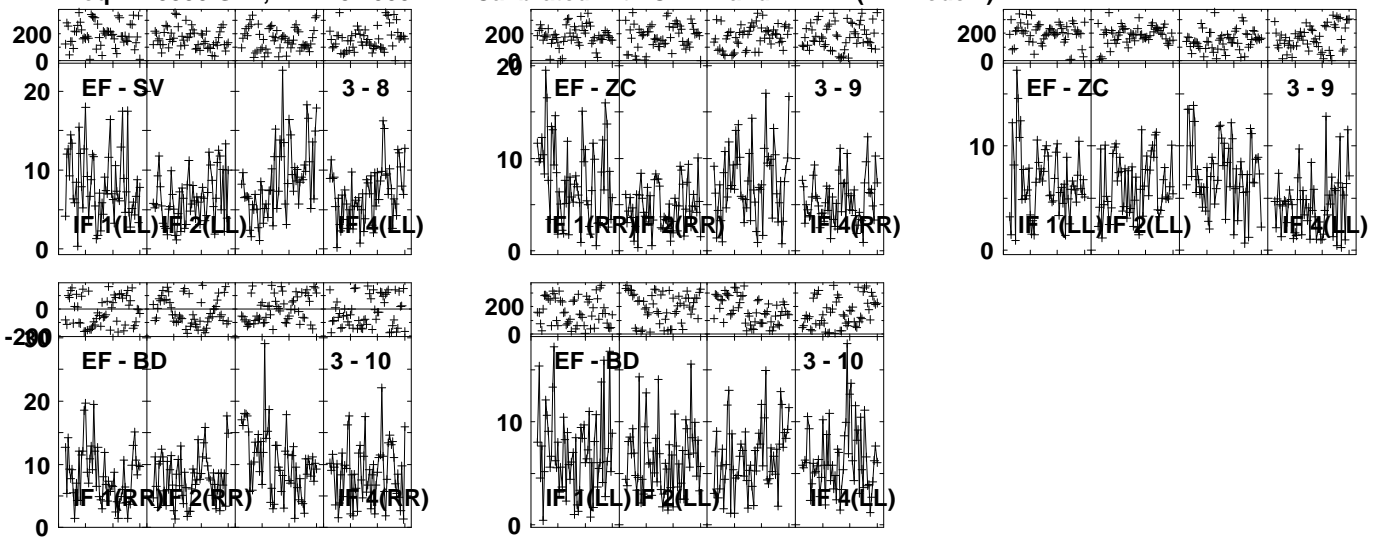 200
0
20
10
0
EF - SV
3 - 8
IF 1(LL)
IF 2(LL)
IF 4(LL)
200
0
20
10
0
EF - ZC
3 - 9
IF 1(RR)
IF 2(RR)
IF 4(RR)
200
0
10
0
EF - ZC
3 - 9
IF 1(LL)
IF 2(LL)
IF 4(LL)
0
-200
30
20
10
0
EF - BD
3 - 10
IF 1(RR)
IF 2(RR)
IF 4(RR)
200
0
10
0
EF - BD
3 - 10
IF 1(LL)
IF 2(LL)
IF 4(LL)